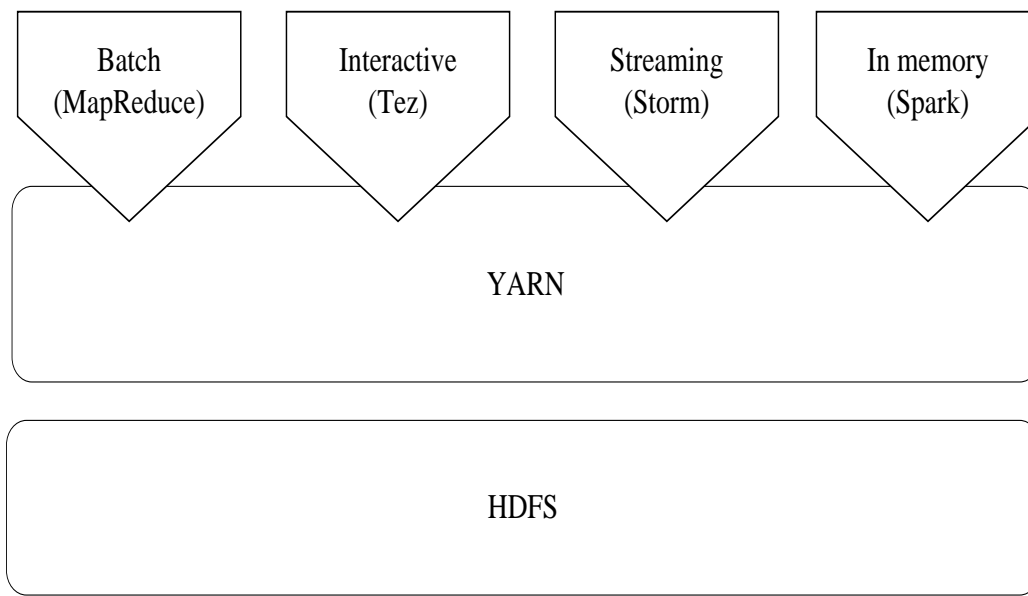 Batch
(MapReduce)
Interactive
(Tez)
Streaming
(Storm)
In memory
(Spark)
YARN
HDFS